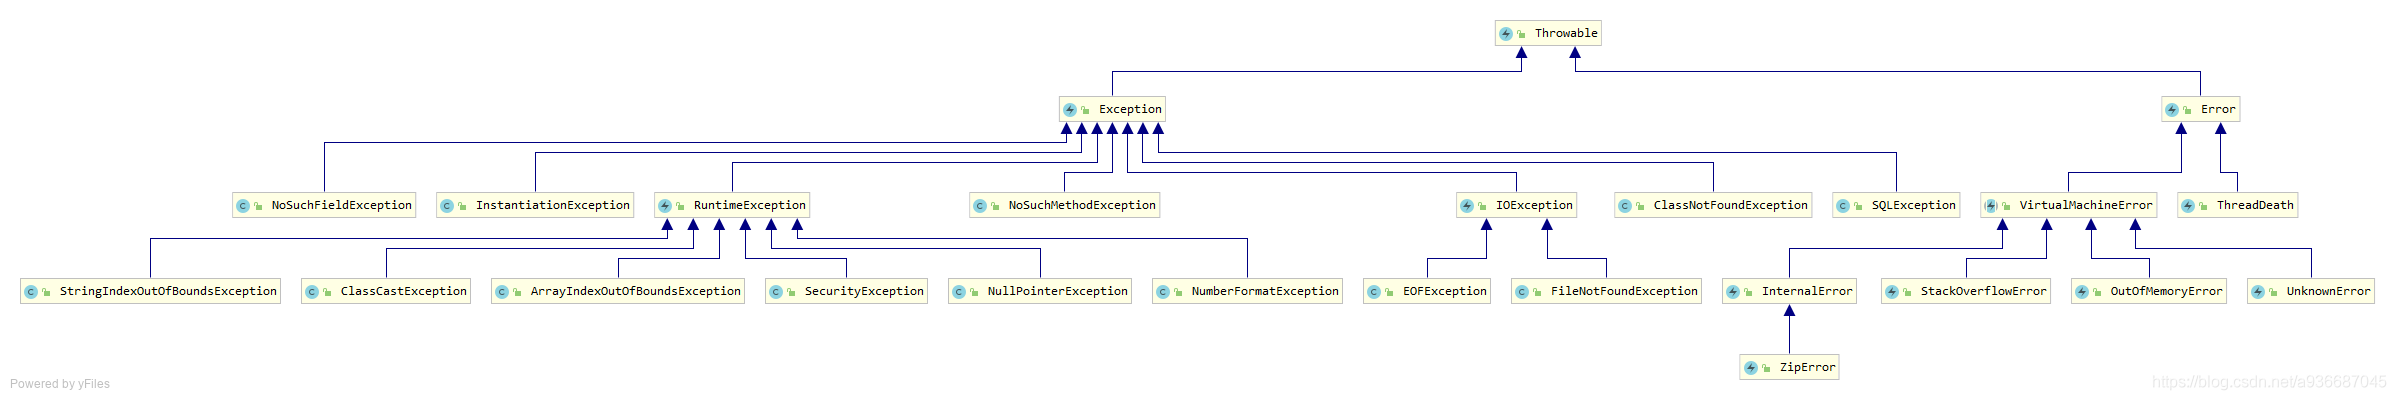 Throwable
Exception
Error
NoSuchFieldException
InstantiationException
RuntimeException
NoSuchMethodException
IOException
ClassNotFoundException
SQLException
VirtualMachineError
ThreadDeath
StringIndexOutOfBoundsException
ClassCastException
ArrayIndexOutOfBoundsException
SecurityException
NullPointerException
NumberFormatException
EOFException
FileNotFoundException
InternalError
StackOverflowError
OutOfMemoryError
UnknownError
ZipError
Powered by yFiles
https://blog.csdn.net/a936687045